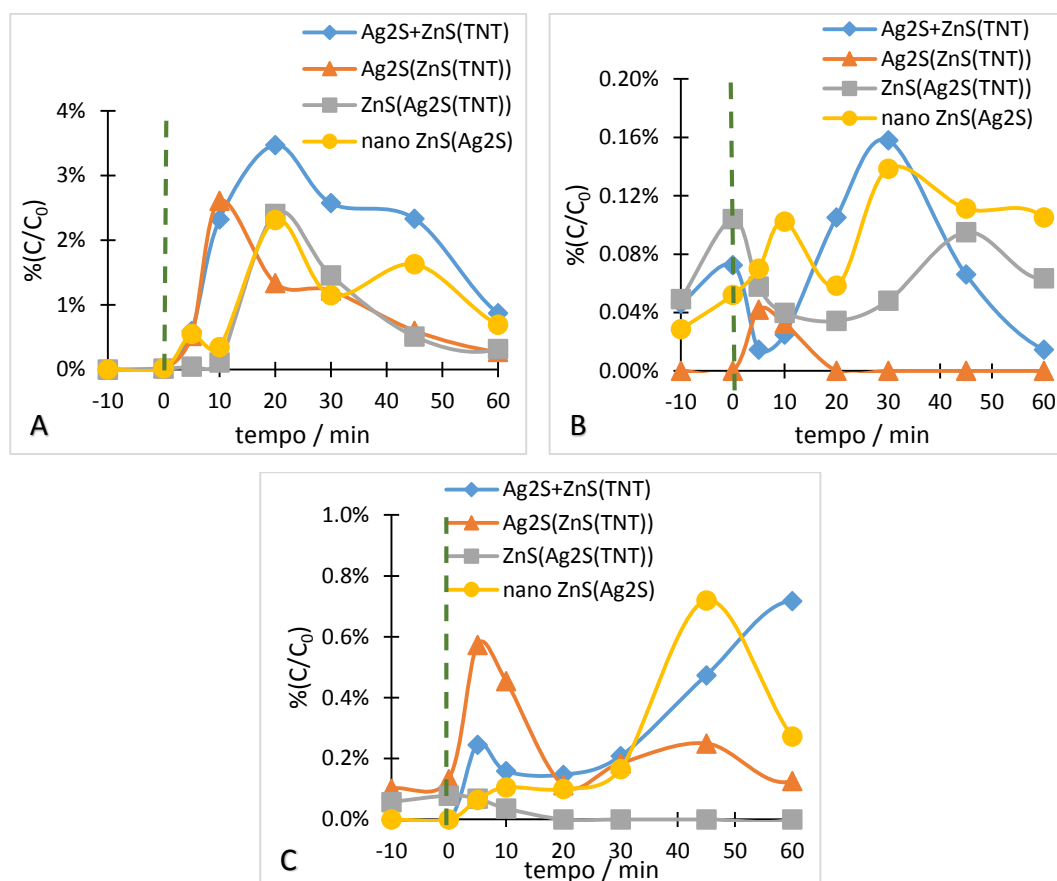 Ag2S+ZnS(TNT)
Ag2S(ZnS(TNT))
ZnS(Ag2S(TNT))
nano ZnS(Ag2S)
4%
3%
2%
1%
0%
%(C/C₀)
-10 0 10 20 30 40 50 60
tempo / min
A
Ag2S+ZnS(TNT)
Ag2S(ZnS(TNT))
ZnS(Ag2S(TNT))
nano ZnS(Ag2S)
0.20%
0.16%
0.12%
0.08%
0.04%
0.00%
%(C/C₀)
-10 0 10 20 30 40 50 60
tempo / min
B
Ag2S+ZnS(TNT)
Ag2S(ZnS(TNT))
ZnS(Ag2S(TNT))
nano ZnS(Ag2S)
1.0%
0.8%
0.6%
0.4%
0.2%
0.0%
%(C/C₀)
-10 0 10 20 30 40 50 60
tempo / min
C